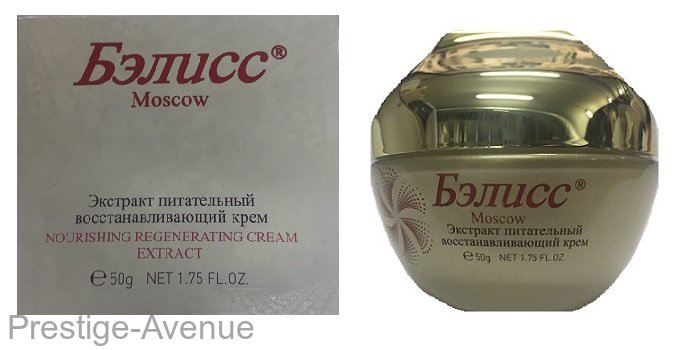 Бэлисс®
Moscow
Экстракт питательный
восстанавливающий крем
NOURISHING REGENERATING CREAM
EXTRACT
℮50g NET 1.75 FL.OZ.
Бэлисс®
Moscow
Экстракт питательный
восстанавливающий крем
℮50g NET 1.75 FL.OZ.
Prestige-Avenue